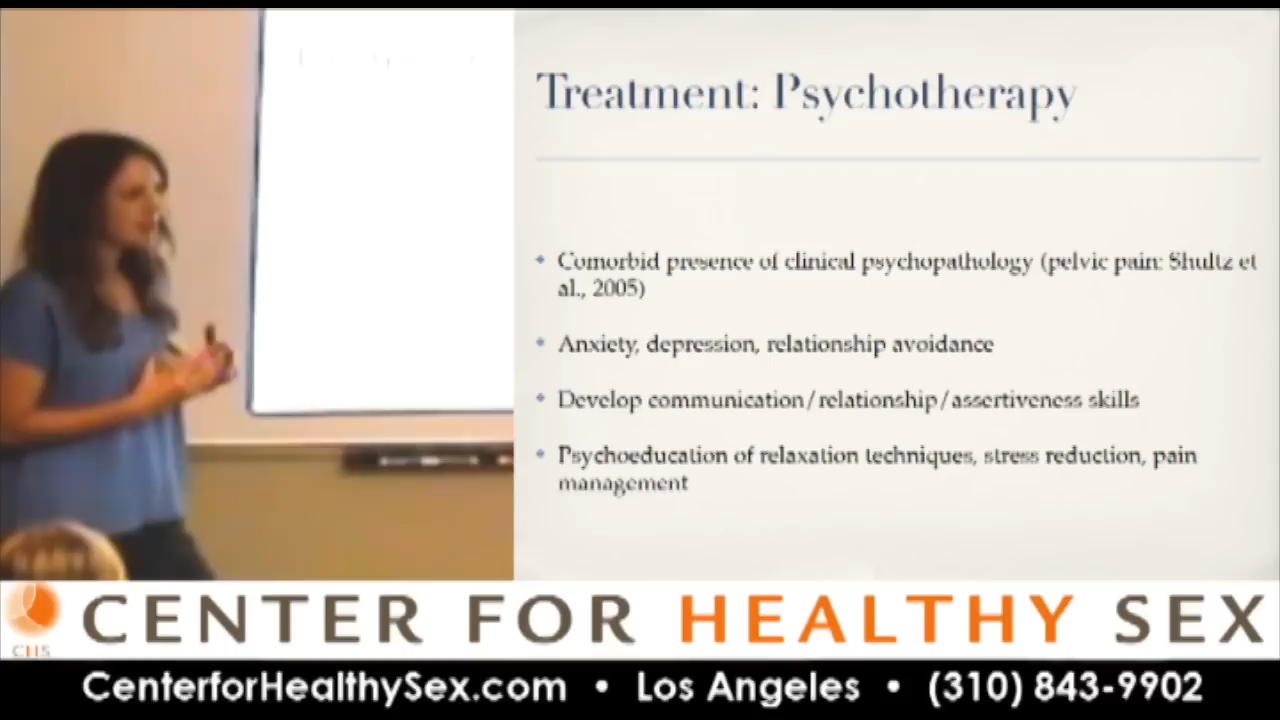 Treatment: Psychotherapy
Comorbid presence of clinical psychopathology (pelvic pain: Shultz et
al., 2005)
Anxiety, depression, relationship avoidance
Develop communication/relationship/assertiveness skills
Psychoeducation of relaxation techniques, stress reduction, pain
management
CHS
CENTER FOR HEALTHY SEX
CenterforHealthySex.com • Los Angeles • (310) 843-9902